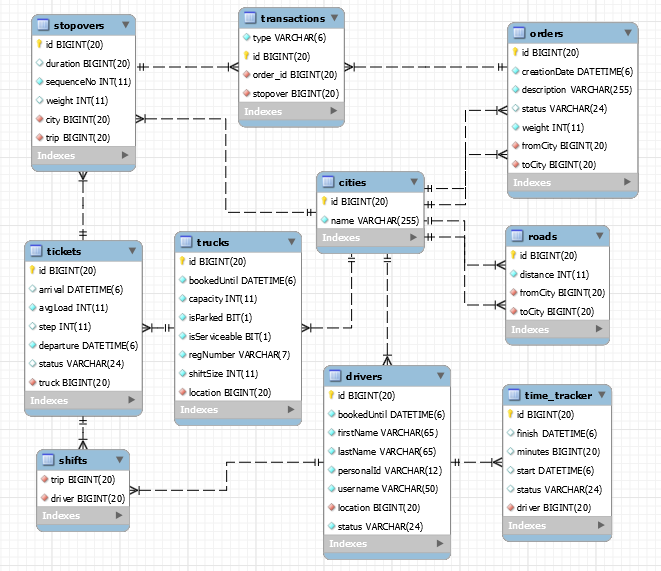 stopovers
id BIGINT(20)
duration BIGINT(20)
sequenceNo INT(11)
weight INT(11)
city BIGINT(20)
trip BIGINT(20)
Indexes
transactions
type VARCHAR(6)
id BIGINT(20)
order_id BIGINT(20)
stopover BIGINT(20)
Indexes
orders
id BIGINT(20)
creationDate DATETIME(6)
description VARCHAR(255)
status VARCHAR(24)
weight INT(11)
fromCity BIGINT(20)
toCity BIGINT(20)
Indexes
cities
id BIGINT(20)
name VARCHAR(255)
Indexes
roads
id BIGINT(20)
distance INT(11)
fromCity BIGINT(20)
toCity BIGINT(20)
Indexes
tickets
id BIGINT(20)
arrival DATETIME(6)
avgLoad INT(11)
step INT(11)
departure DATETIME(6)
status VARCHAR(24)
truck BIGINT(20)
Indexes
trucks
id BIGINT(20)
bookedUntil DATETIME(6)
capacity INT(11)
isParked BIT(1)
isServiceable BIT(1)
regNumber VARCHAR(7)
shiftSize INT(11)
location BIGINT(20)
Indexes
drivers
id BIGINT(20)
bookedUntil DATETIME(6)
firstName VARCHAR(65)
lastName VARCHAR(65)
personalId VARCHAR(12)
username VARCHAR(50)
location BIGINT(20)
status VARCHAR(24)
Indexes
time_tracker
id BIGINT(20)
finish DATETIME(6)
minutes BIGINT(20)
start DATETIME(6)
status VARCHAR(24)
driver BIGINT(20)
Indexes
shifts
trip BIGINT(20)
driver BIGINT(20)
Indexes